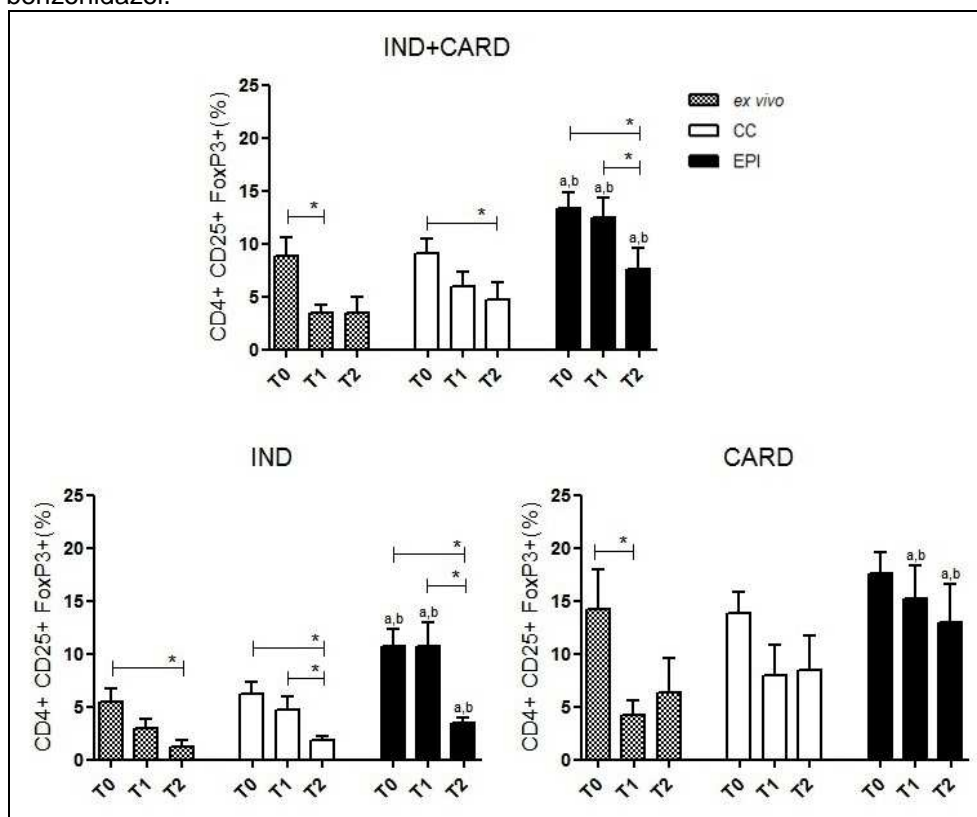 benzonidazol.
IND+CARD
CD4+ CD25+ FoxP3+(%)
25
20
15
10
5
0
ex vivo
CC
EPI
*
*
*
*
a,b
a,b
a,b
T0 T1 T2 T0 T1 T2 T0 T1 T2
IND
CD4+ CD25+ FoxP3+(%)
25
20
15
10
5
0
*
*
*
*
*
a,b
a,b
a,b
T0 T1 T2 T0 T1 T2 T0 T1 T2
CARD
CD4+ CD25+ FoxP3+(%)
25
20
15
10
5
0
*
a,b
a,b
T0 T1 T2 T0 T1 T2 T0 T1 T2